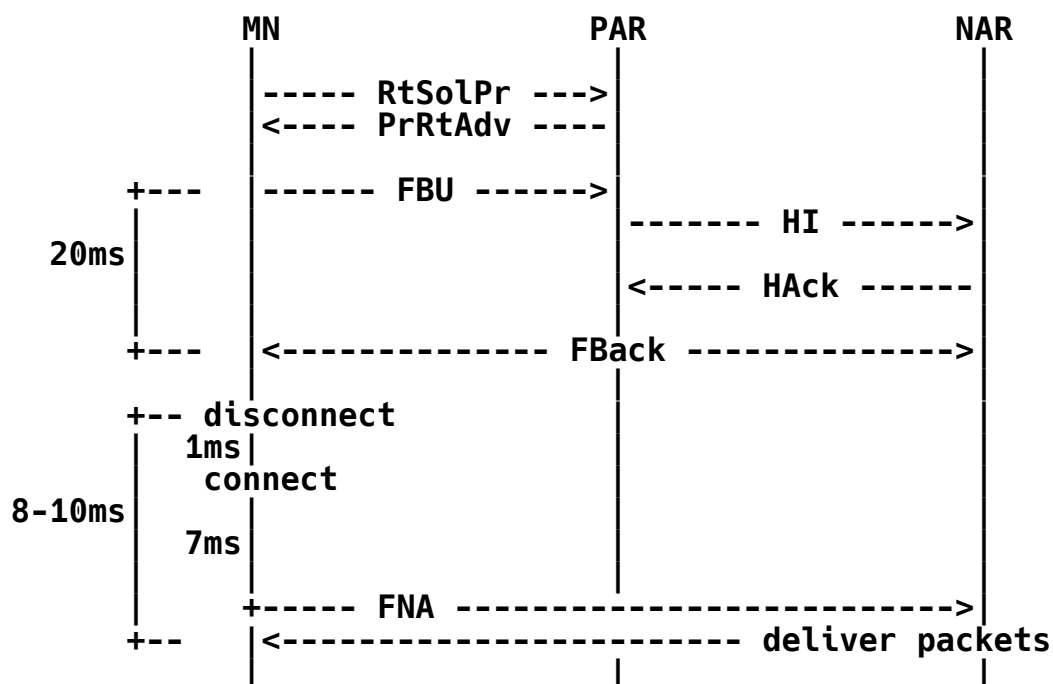 MN PAR NAR
----- RtSolPr --->
<---- PrRtAdv ----
+--- ------ FBU ------>
------- HI ------>
20ms
<----- HAck ------
+--- <-------------- FBack -------------->
+-- disconnect
1ms
connect
8-10ms
7ms
+----- FNA --------------------------->
+-- <------------------------ deliver packets